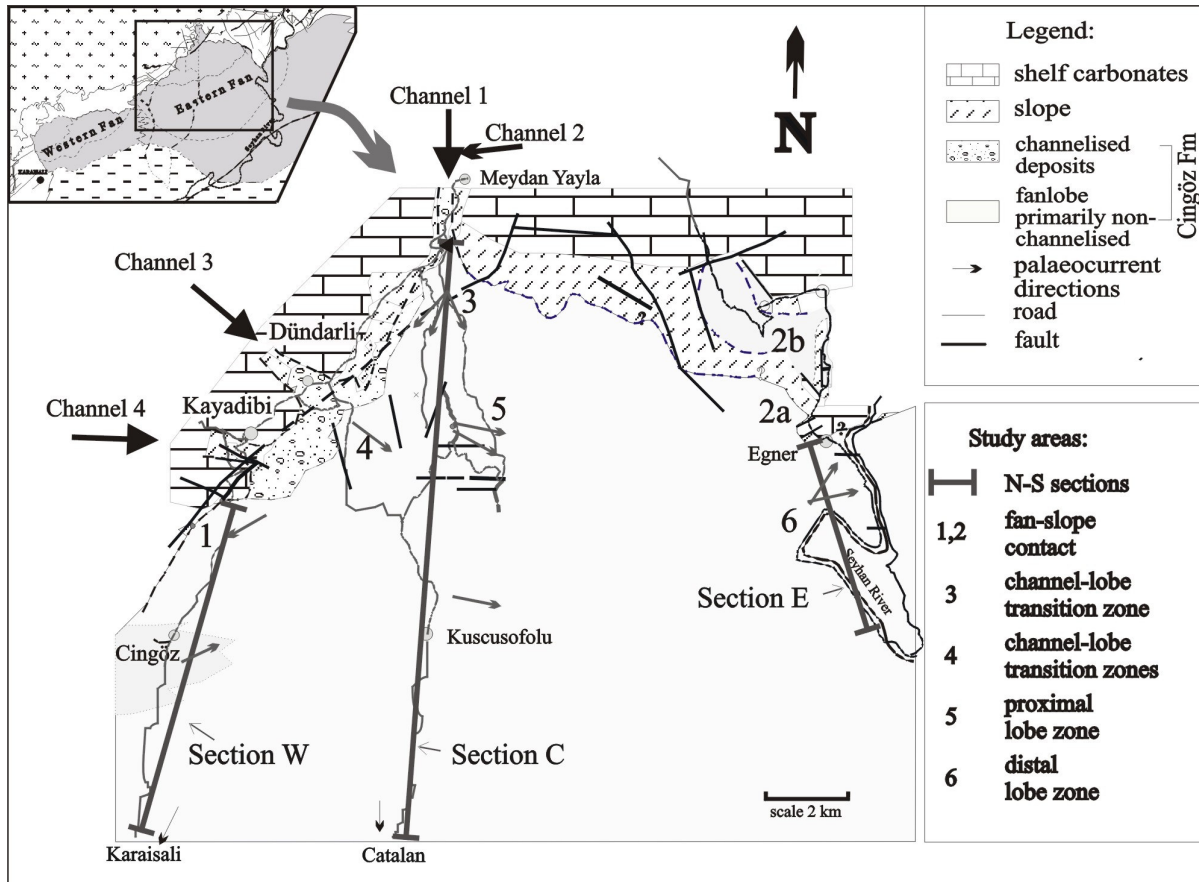 Western Fan
Eastern Fan
KARAISALI
Channel 1
Channel 2
Meydan Yayla
N
Channel 3
Dündarli
Channel 4
Kayadibi
3
2b
5
4
2a
?
?
Egner
1
6
Seyhan River
Section E
Cingöz
Kuscusofolu
Section W
Section C
scale 2 km
Karaisali
Catalan
Legend:
shelf carbonates
slope
channelised
deposits
fanlobe
primarily non-
channelised
Cingöz Fm
palaeocurrent
directions
road
fault
Study areas:
N-S sections
1,2
fan-slope
contact
3
channel-lobe
transition zone
4
channel-lobe
transition zones
5
proximal
lobe zone
6
distal
lobe zone